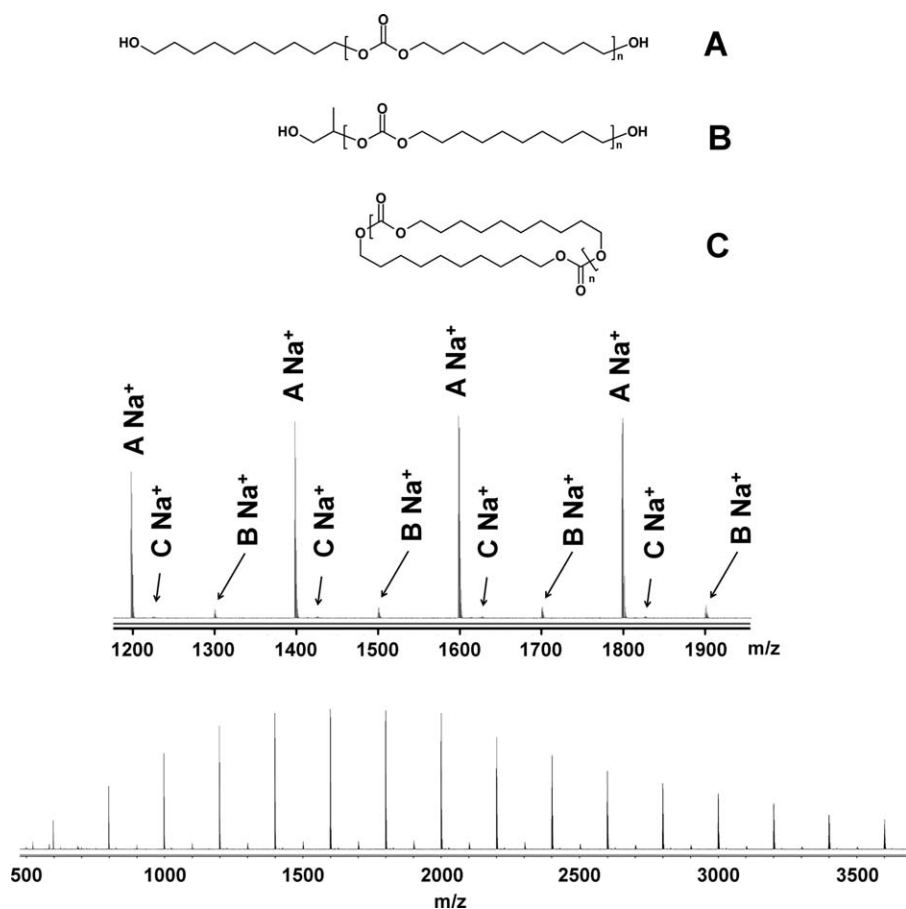 HO O O O OH n A
HO O O O OH n B
O O O O O O n C
A Na+ A Na+ A Na+ A Na+
C Na+ B Na+ C Na+ B Na+ C Na+ B Na+ C Na+ B Na+
1200 1300 1400 1500 1600 1700 1800 1900 m/z
500 1000 1500 2000 2500 3000 3500
m/z